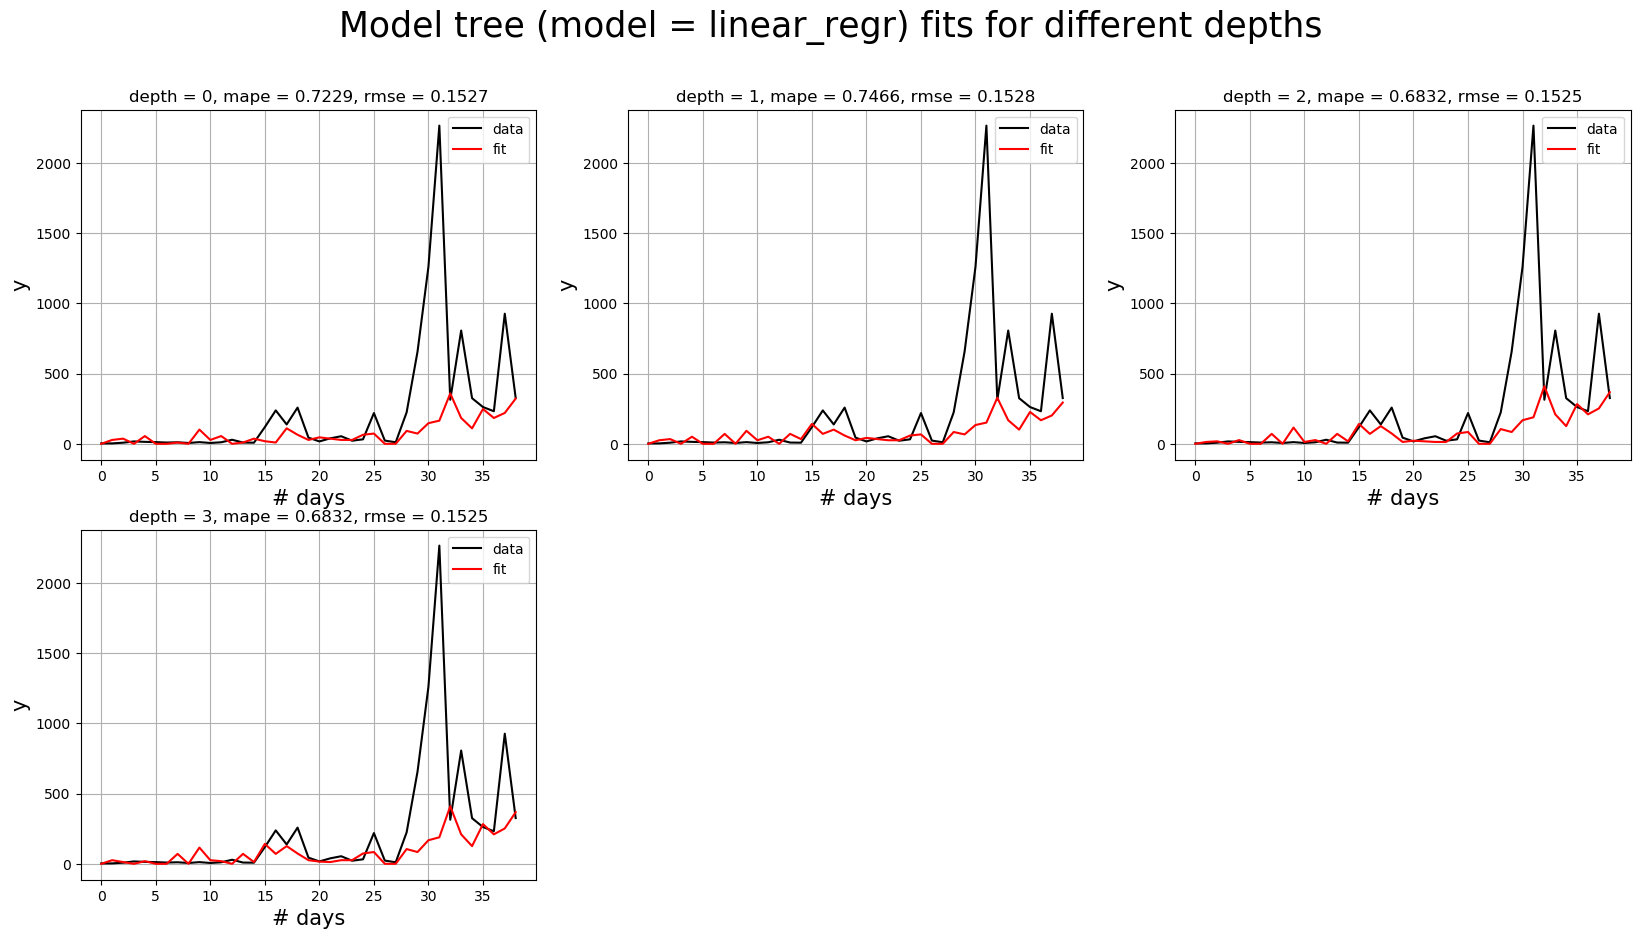 Model tree (model = linear_regr) fits for different depths
depth = 0, mape = 0.7229, rmse = 0.1527
data
fit
2000
1500
1000
500
0
y
0 5 10 15 20 25 30 35
# days
depth = 1, mape = 0.7466, rmse = 0.1528
data
fit
2000
1500
1000
500
0
y
0 5 10 15 20 25 30 35
# days
depth = 2, mape = 0.6832, rmse = 0.1525
data
fit
2000
1500
1000
500
0
y
0 5 10 15 20 25 30 35
# days
depth = 3, mape = 0.6832, rmse = 0.1525
data
fit
2000
1500
1000
500
0
y
0 5 10 15 20 25 30 35
# days